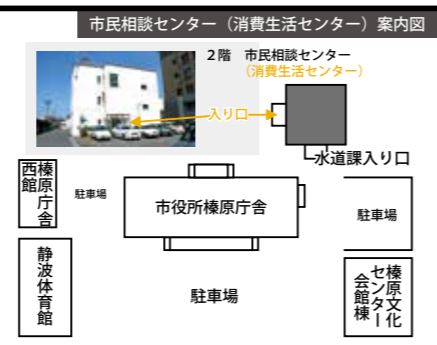 市民相談センター（消費生活センター）案内図
２階　市民相談センター
（消費生活センター）
入り口
水道課入り口
榛原庁舎
西館
駐車場
市役所榛原庁舎
駐車場
静波体育館
駐車場
榛原文化
センター
会館棟